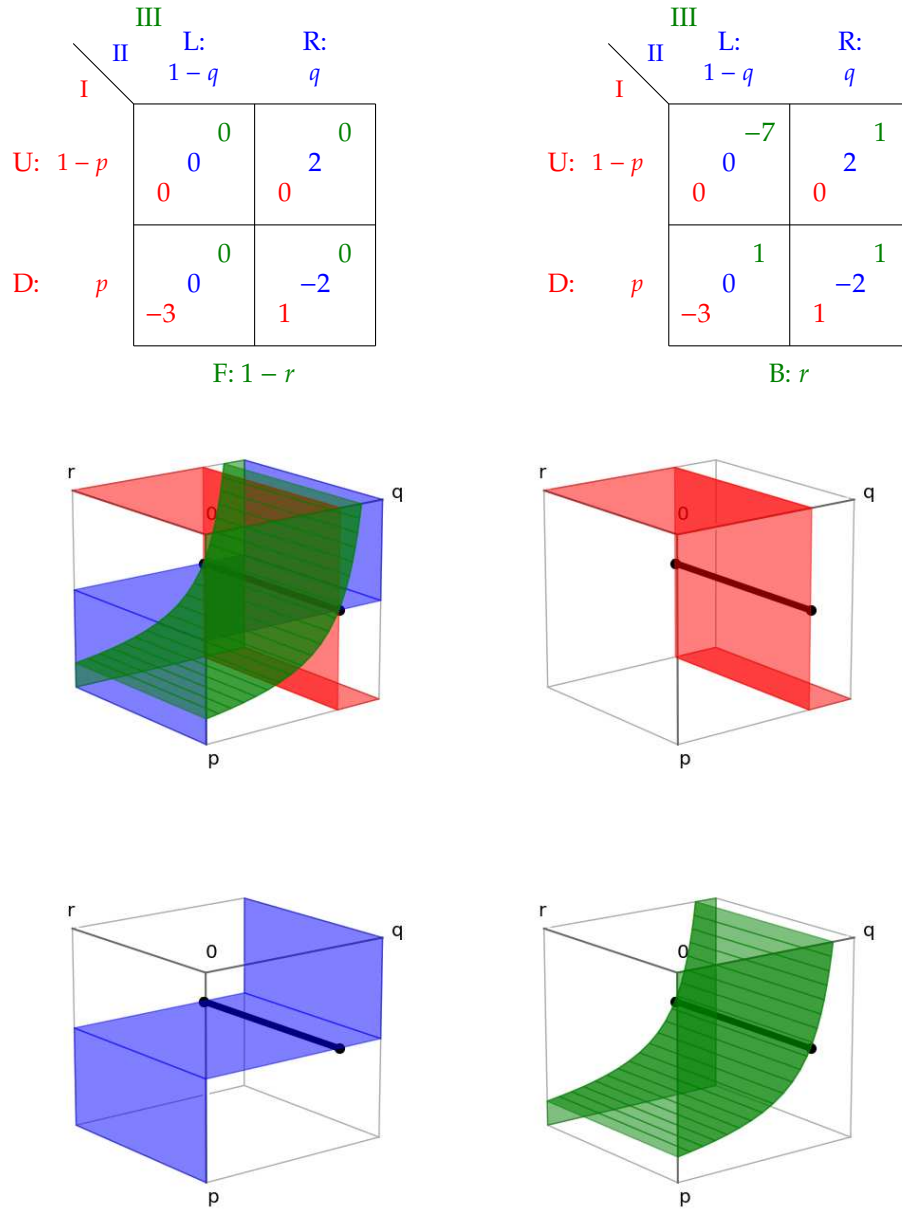 III III
II L: R: II L: R:
1 − q q 1 − q q
I I
0 0 −7 1
U: 1 − p 0 2 U: 1 − p 0 2
0 0 0 0
0 0 1 1
D: p 0 −2 D: p 0 −2
−3 1 −3 1
F: 1 − r B: r
r q r q
0 0
p p
r q r q
0 0
p p